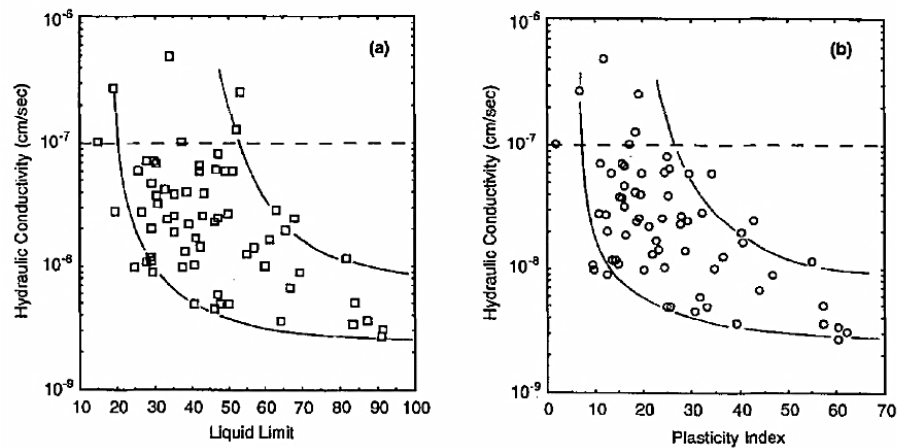 10⁻⁶
10⁻⁷
10⁻⁸
10⁻⁹
Hydraulic Conductivity (cm/sec)
(a)
10 20 30 40 50 60 70 80 90 100
Liquid Limit
10⁻⁶
10⁻⁷
10⁻⁸
10⁻⁹
Hydraulic Conductivity (cm/sec)
(b)
0 10 20 30 40 50 60 70
Plasticity Index